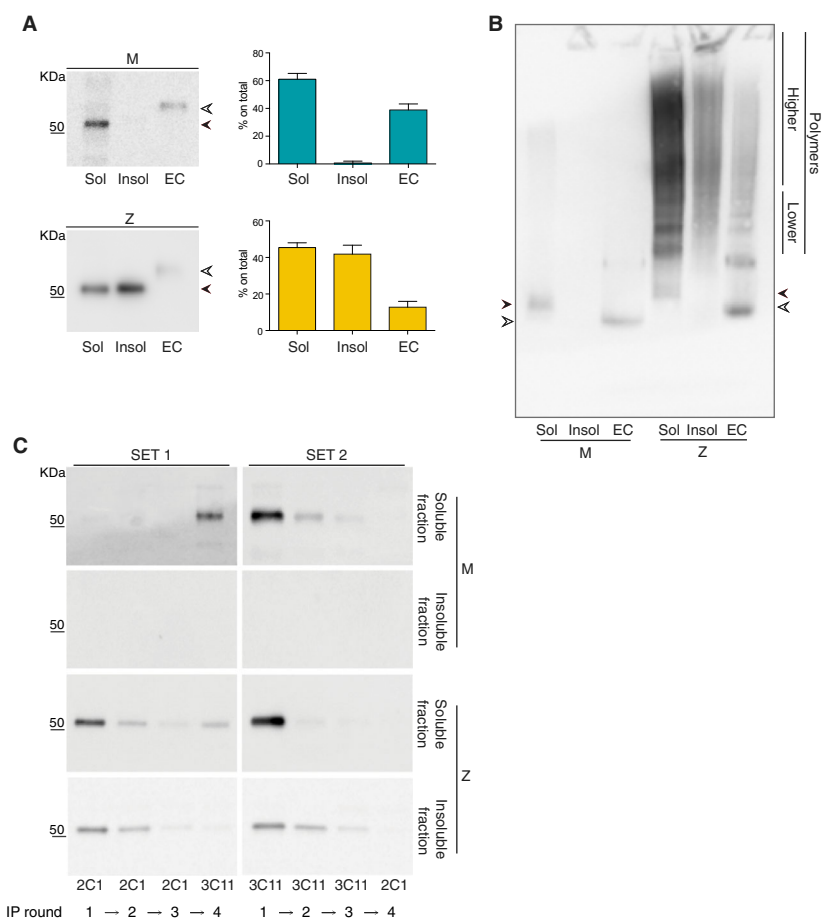 A
M
KDa
50
Sol Insol EC
% on total
80
60
40
20
0
Sol Insol EC
Z
KDa
50
Sol Insol EC
% on total
60
40
20
0
Sol Insol EC
B
Higher
Lower
Polymers
Sol Insol EC Sol Insol EC
M Z
C
SET 1 SET 2
KDa
50
Soluble
fraction
M
50
Insoluble
fraction
50
Soluble
fraction
Z
50
Insoluble
fraction
2C1 2C1 2C1 3C11 3C11 3C11 3C11 2C1
IP round 1 → 2 → 3 → 4 1 → 2 → 3 → 4